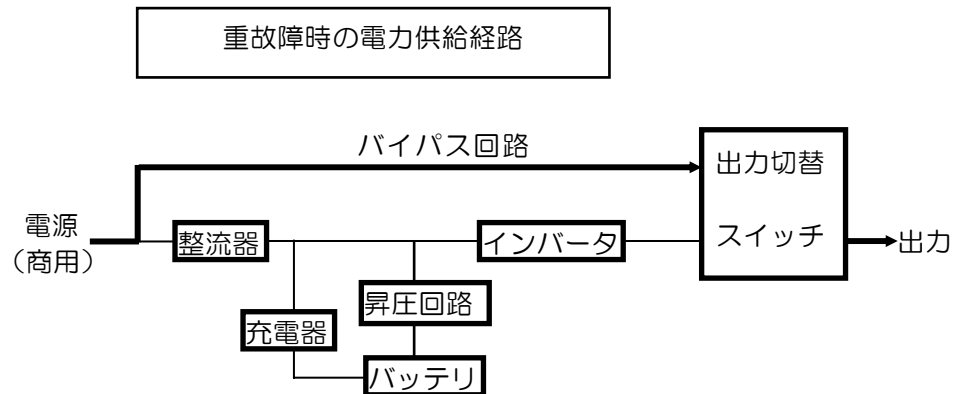 重故障時の電力供給経路
バイパス回路
出力切替
スイッチ
電源
（商用）
整流器
インバータ
出力
昇圧回路
充電器
バッテリ